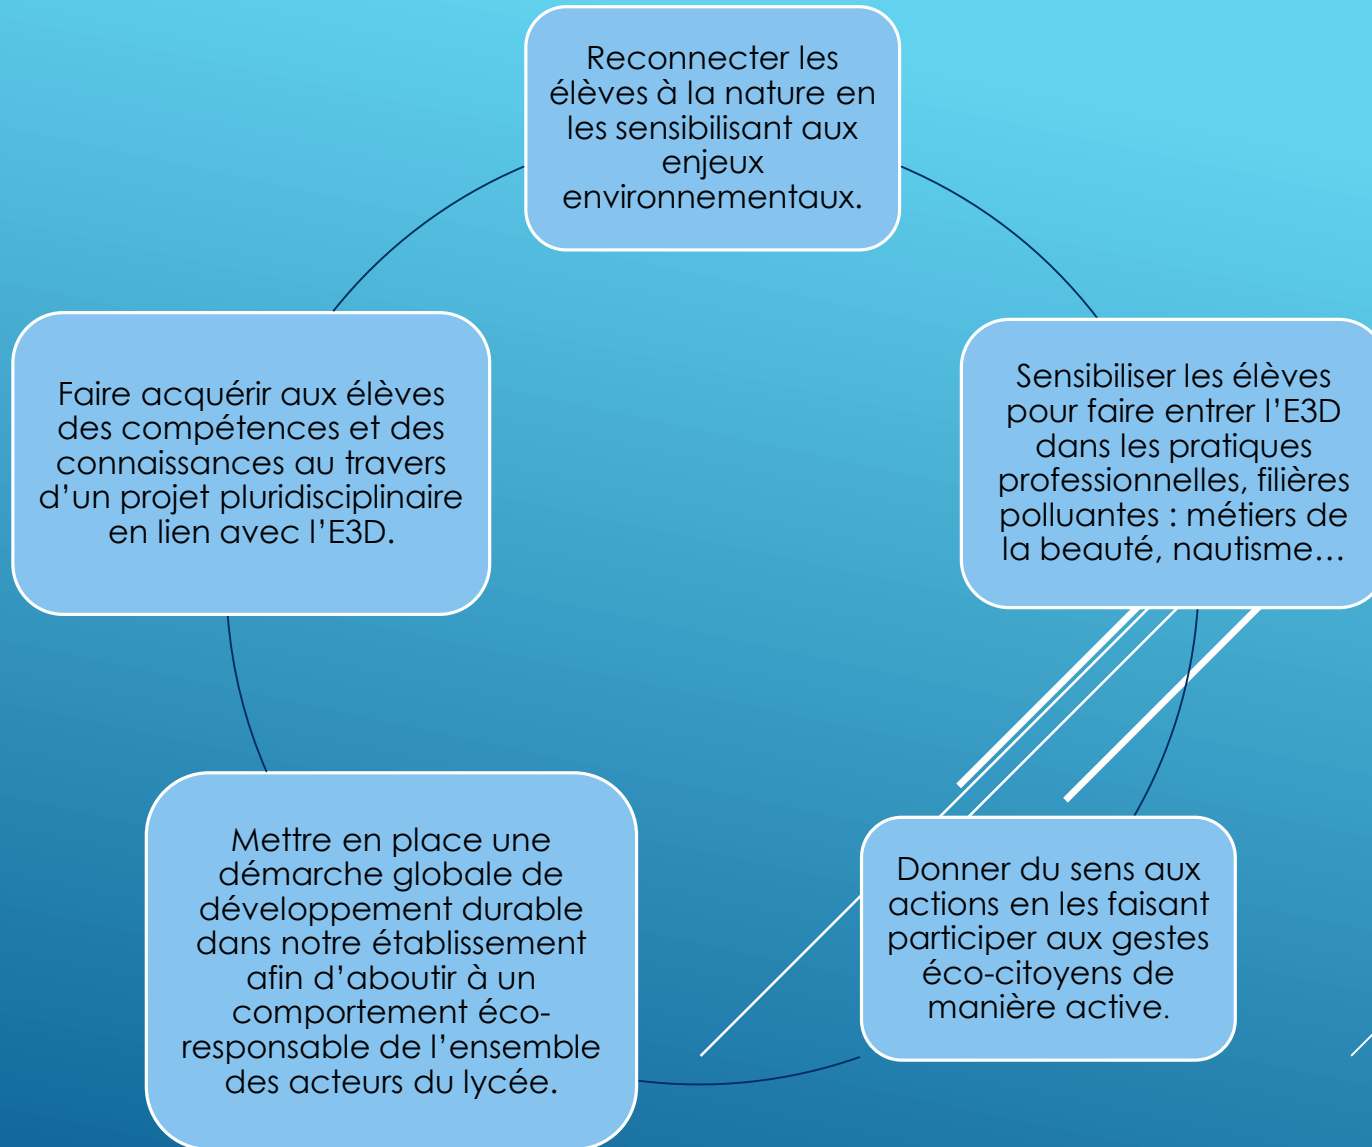 Reconnecter les
élèves à la nature en
les sensibilisant aux
enjeux
environnementaux.
Sensibiliser les élèves
pour faire entrer l’E3D
dans les pratiques
professionnelles, filières
polluantes : métiers de
la beauté, nautisme…
Donner du sens aux
actions en les faisant
participer aux gestes
éco-citoyens de
manière active.
Mettre en place une
démarche globale de
développement durable
dans notre établissement
afin d’aboutir à un
comportement éco-
responsable de l’ensemble
des acteurs du lycée.
Faire acquérir aux élèves
des compétences et des
connaissances au travers
d’un projet pluridisciplinaire
en lien avec l’E3D.